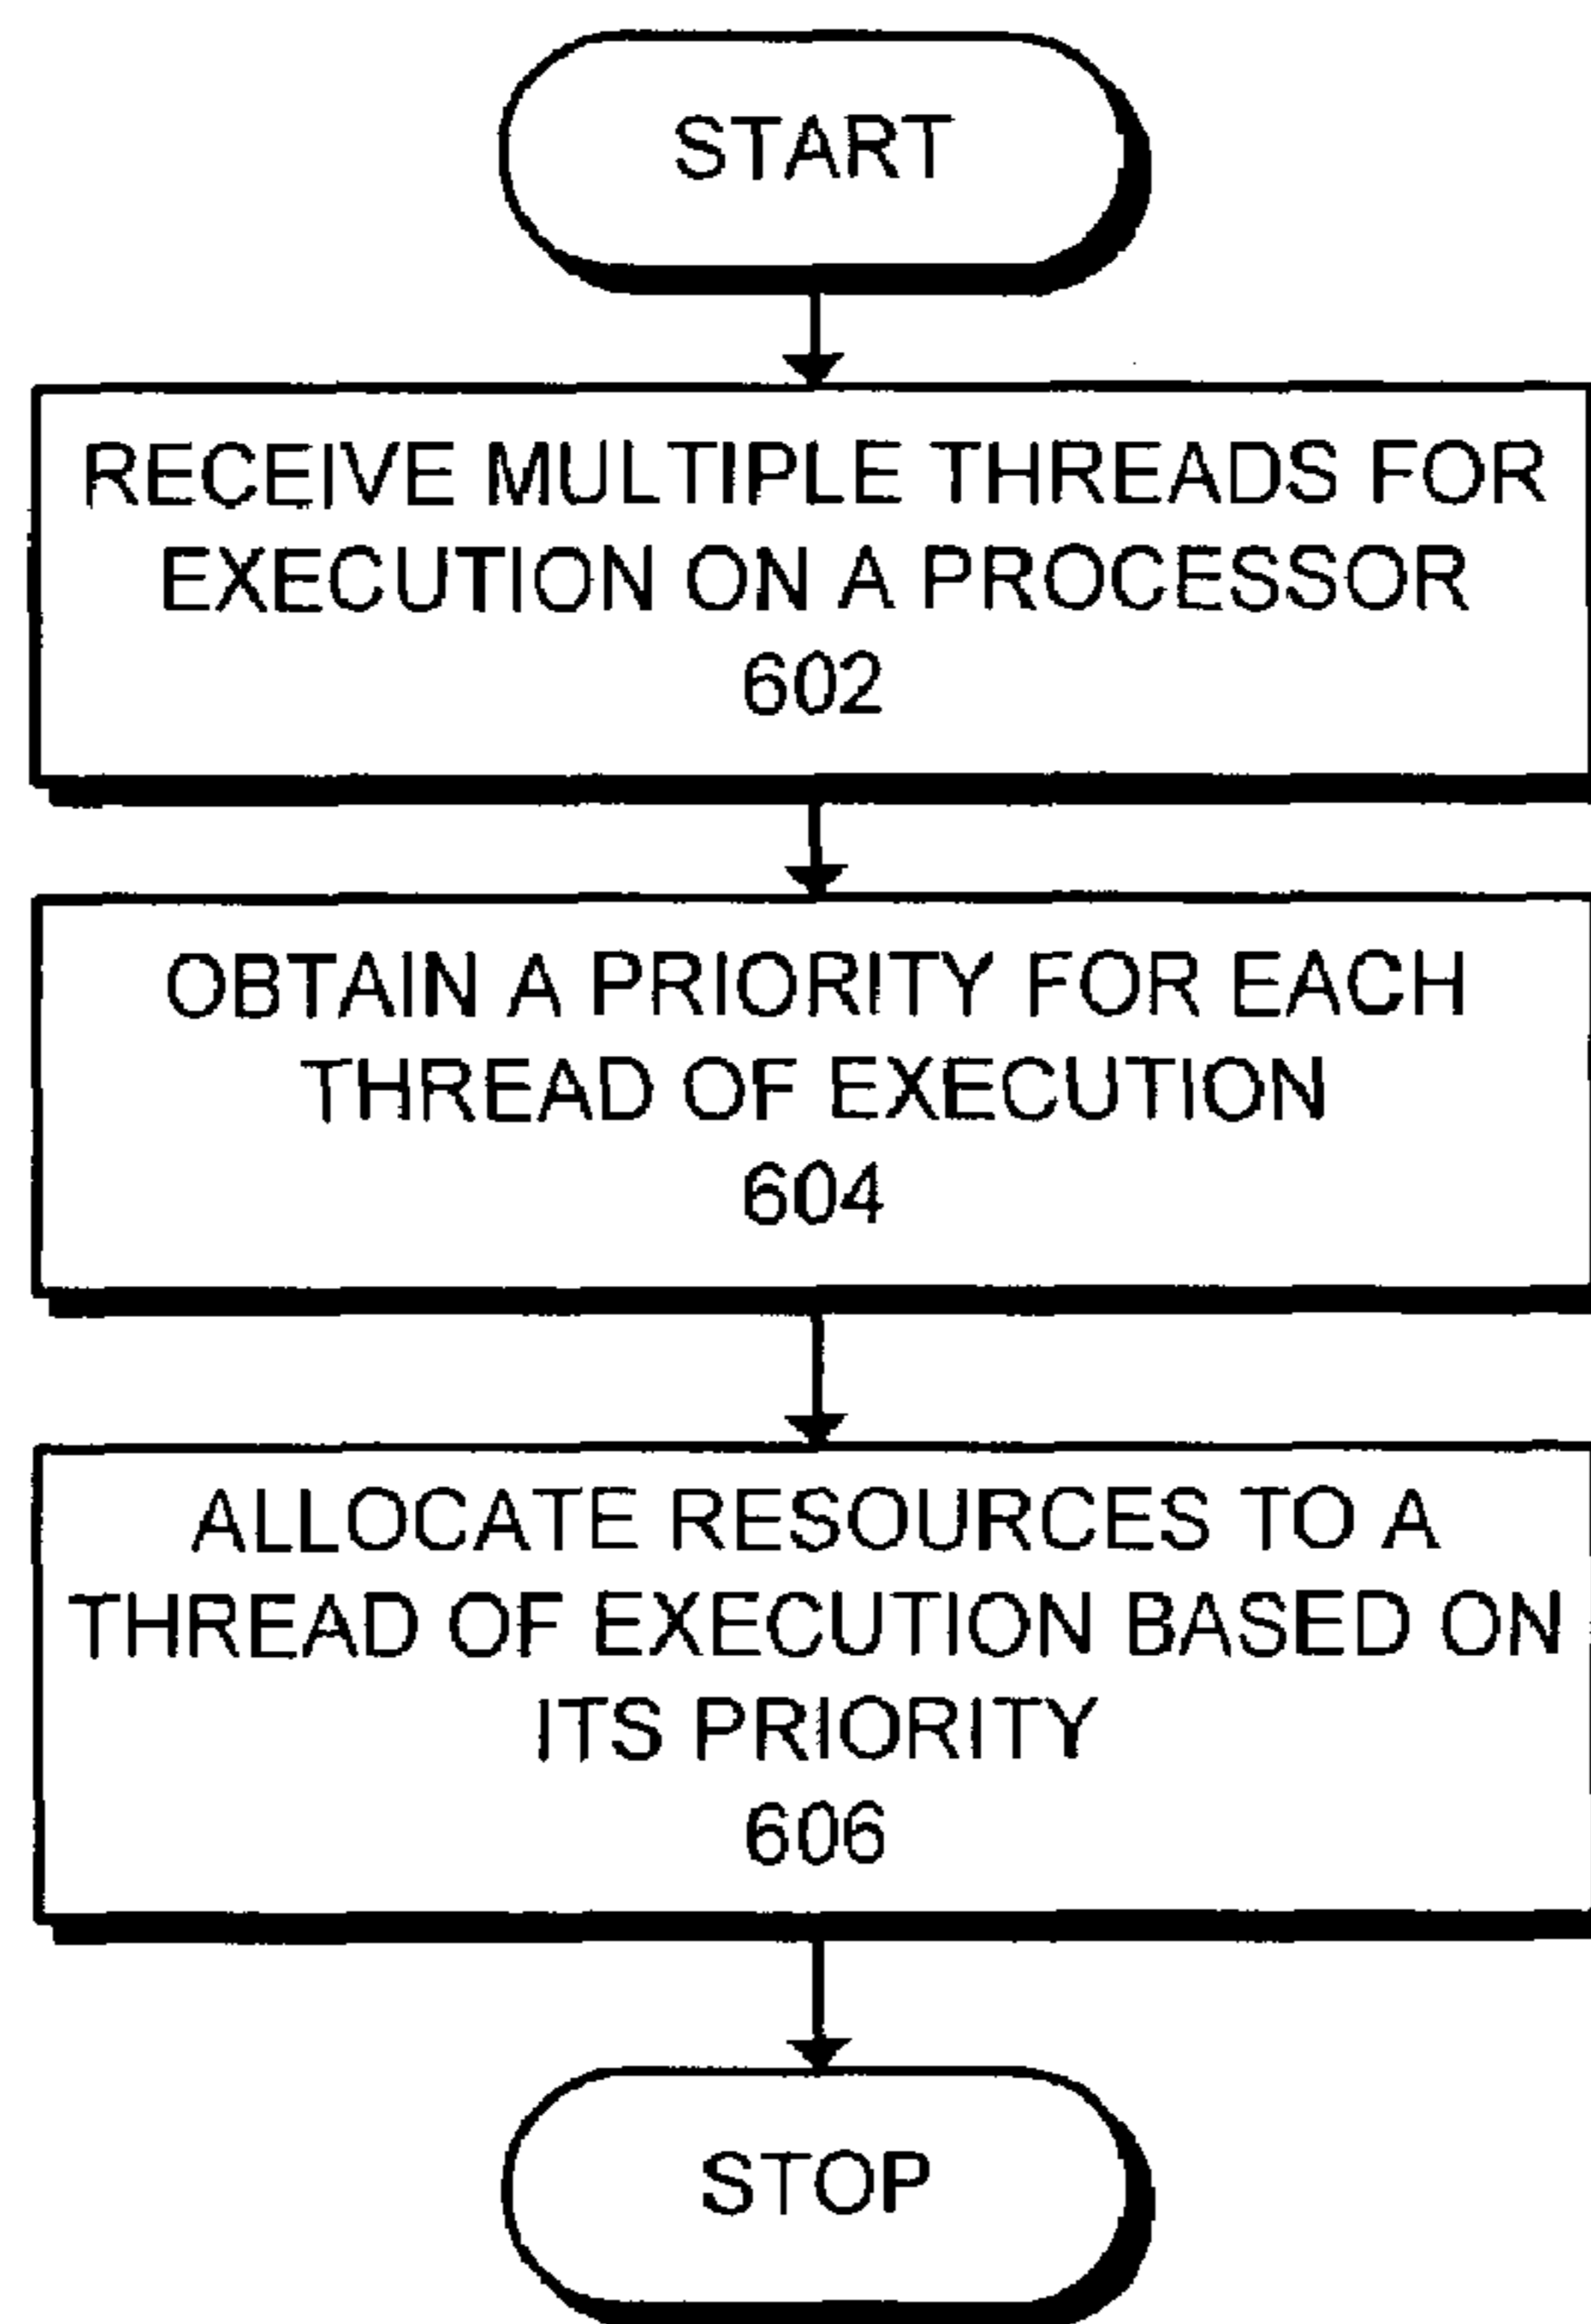 START
RECEIVE MULTIPLE THREADS FOR
EXECUTION ON A PROCESSOR
602
OBTAIN A PRIORITY FOR EACH
THREAD OF EXECUTION
604
ALLOCATE RESOURCES TO A
THREAD OF EXECUTION BASED ON
ITS PRIORITY
606
STOP